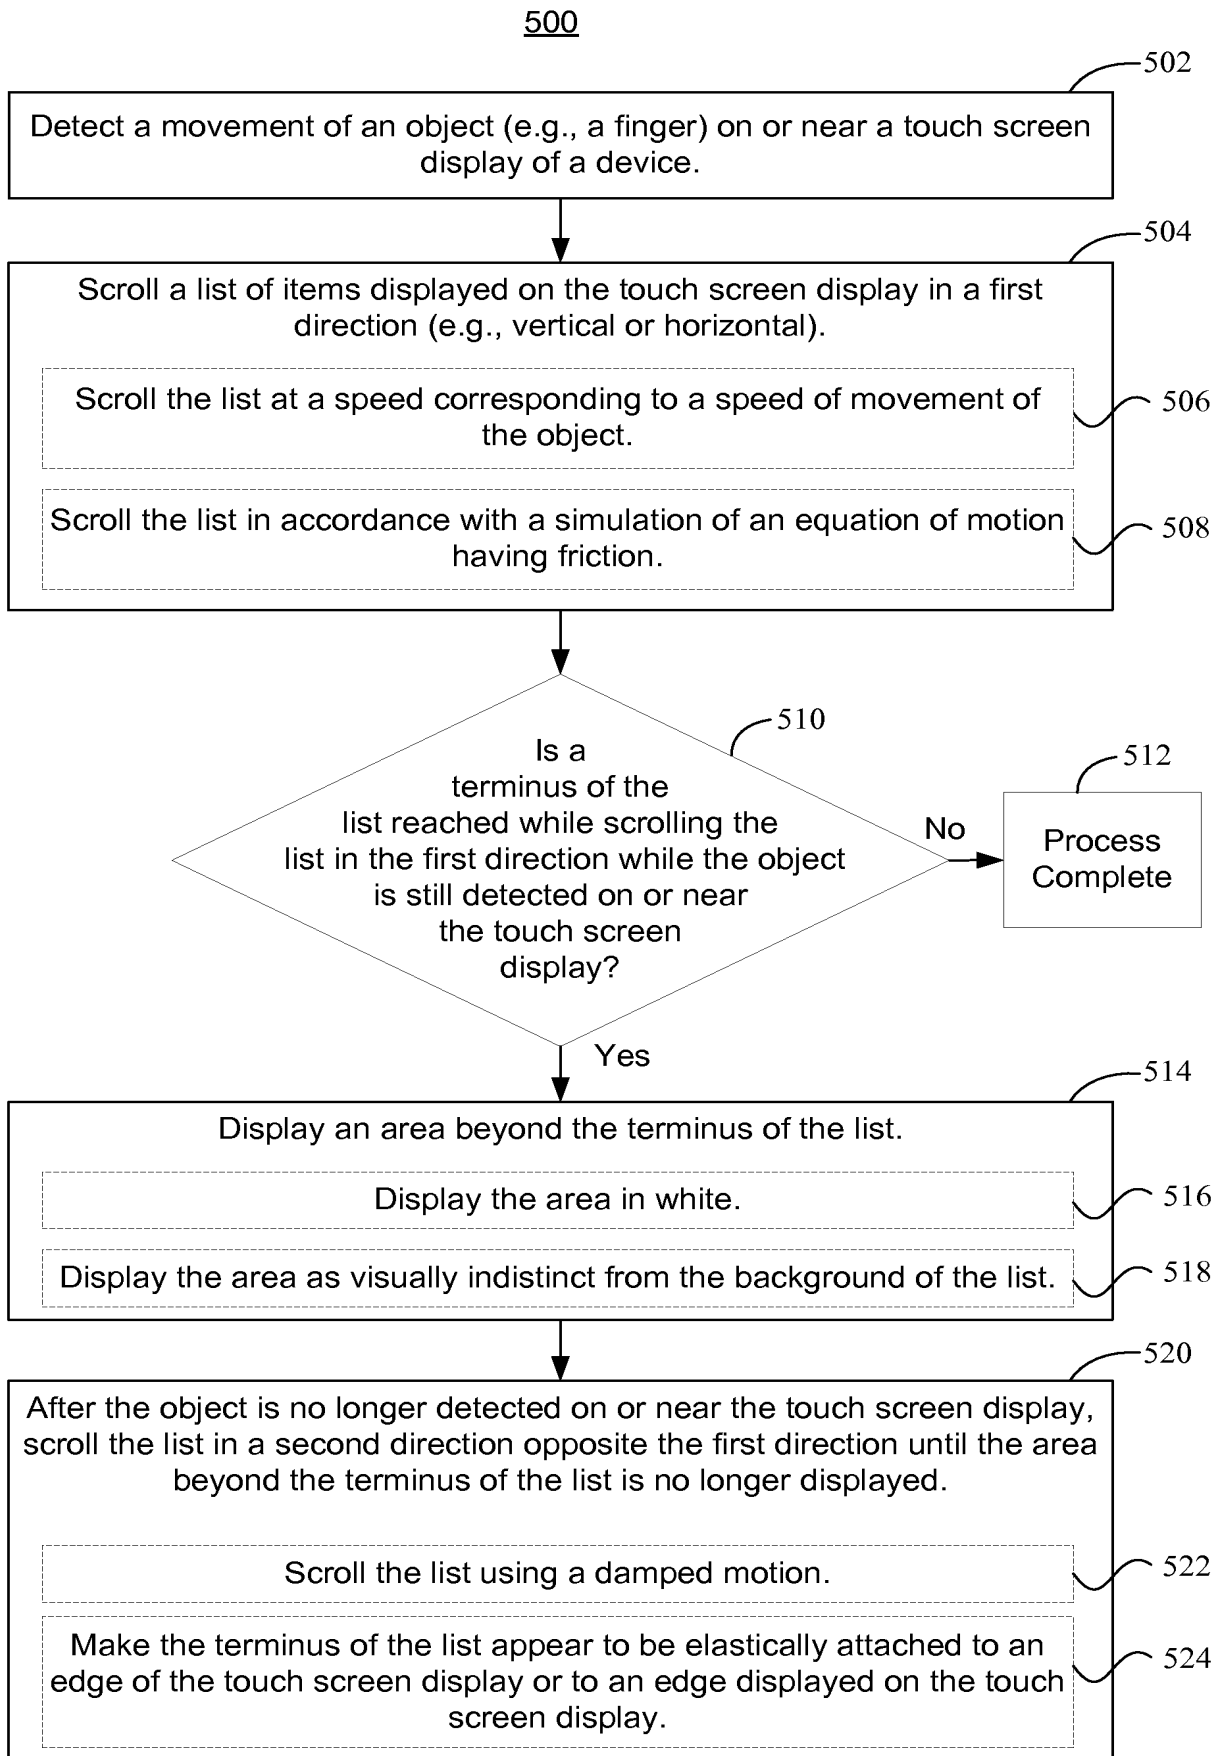 500
502
Detect a movement of an object (e.g., a finger) on or near a touch screen
display of a device.
504
Scroll a list of items displayed on the touch screen display in a first
direction (e.g., vertical or horizontal).
Scroll the list at a speed corresponding to a speed of movement of
the object.
506
Scroll the list in accordance with a simulation of an equation of motion
having friction.
508
510
Is a
terminus of the
list reached while scrolling the
list in the first direction while the object
is still detected on or near
the touch screen
display?
No
512
Process
Complete
Yes
514
Display an area beyond the terminus of the list.
Display the area in white.
516
Display the area as visually indistinct from the background of the list.
518
520
After the object is no longer detected on or near the touch screen display,
scroll the list in a second direction opposite the first direction until the area
beyond the terminus of the list is no longer displayed.
Scroll the list using a damped motion.
522
Make the terminus of the list appear to be elastically attached to an
edge of the touch screen display or to an edge displayed on the touch
screen display.
524